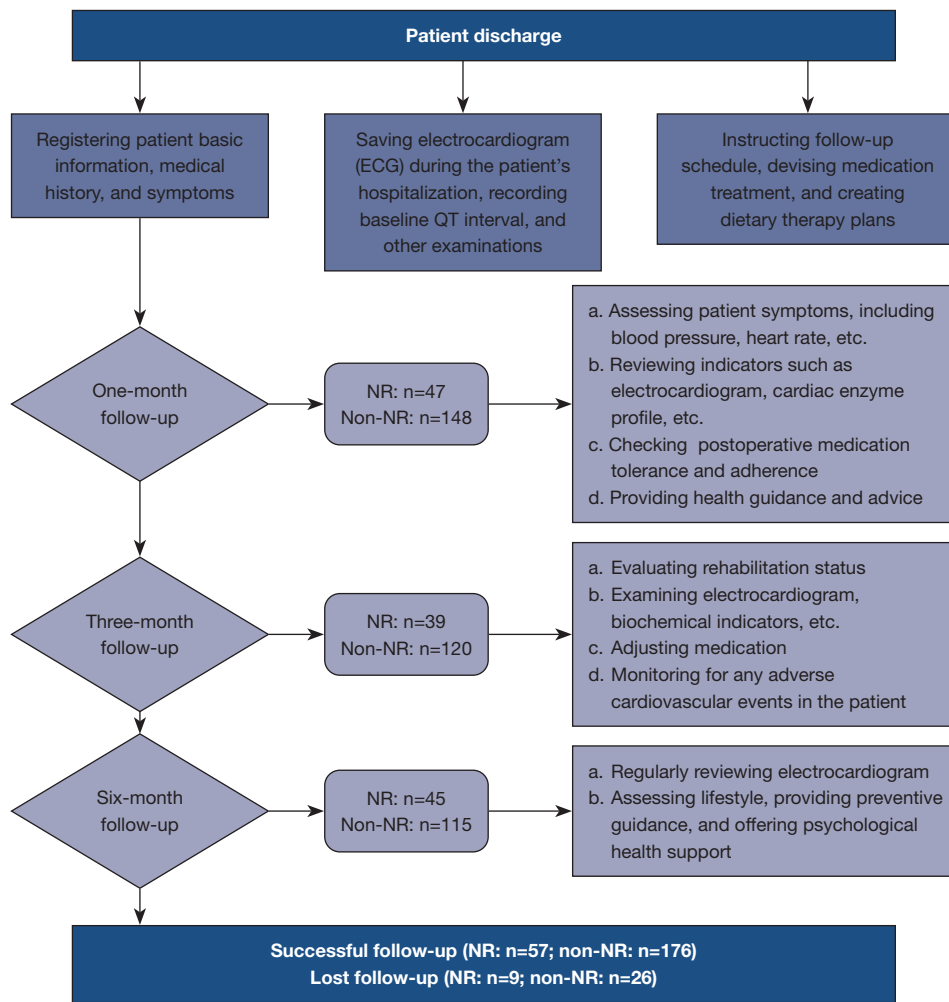 Patient discharge
Registering patient basic
information, medical
history, and symptoms
Saving electrocardiogram
(ECG) during the patient's
hospitalization, recording
baseline QT interval, and
other examinations
Instructing follow-up
schedule, devising medication
treatment, and creating
dietary therapy plans
One-month
follow-up
NR: n=47
Non-NR: n=148
a. Assessing patient symptoms, including
blood pressure, heart rate, etc.
b. Reviewing indicators such as
electrocardiogram, cardiac enzyme
profile, etc.
c. Checking postoperative medication
tolerance and adherence
d. Providing health guidance and advice
Three-month
follow-up
NR: n=39
Non-NR: n=120
a. Evaluating rehabilitation status
b. Examining electrocardiogram,
biochemical indicators, etc.
c. Adjusting medication
d. Monitoring for any adverse
cardiovascular events in the patient
Six-month
follow-up
NR: n=45
Non-NR: n=115
a. Regularly reviewing electrocardiogram
b. Assessing lifestyle, providing preventive
guidance, and offering psychological
health support
Successful follow-up (NR: n=57; non-NR: n=176)
Lost follow-up (NR: n=9; non-NR: n=26)